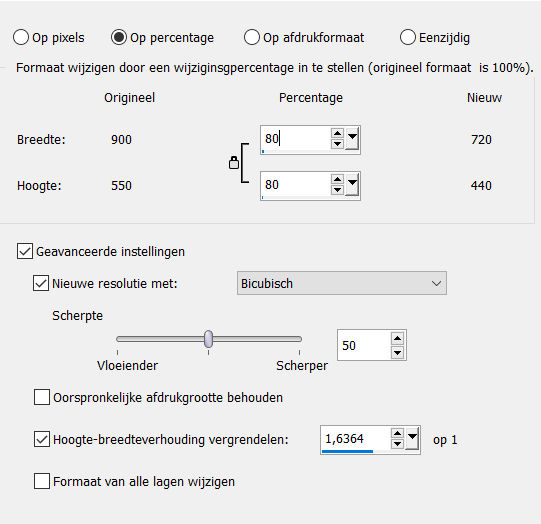 Op pixels Op percentage Op afdrukformaat Eenzijdig
Formaat wijzigen door een wijziginsgpercentage in te stellen (origineel formaat is 100%).
Origineel Percentage Nieuw
Breedte: 900 80 720
Hoogte: 550 80 440
Geavanceerde instellingen
Nieuwe resolutie met: Bicubisch
Scherpte
50
Vloeiender Scherper
Oorspronkelijke afdrukgrootte behouden
Hoogte-breedteverhouding vergrendelen: 1,6364 op 1
Formaat van alle lagen wijzigen